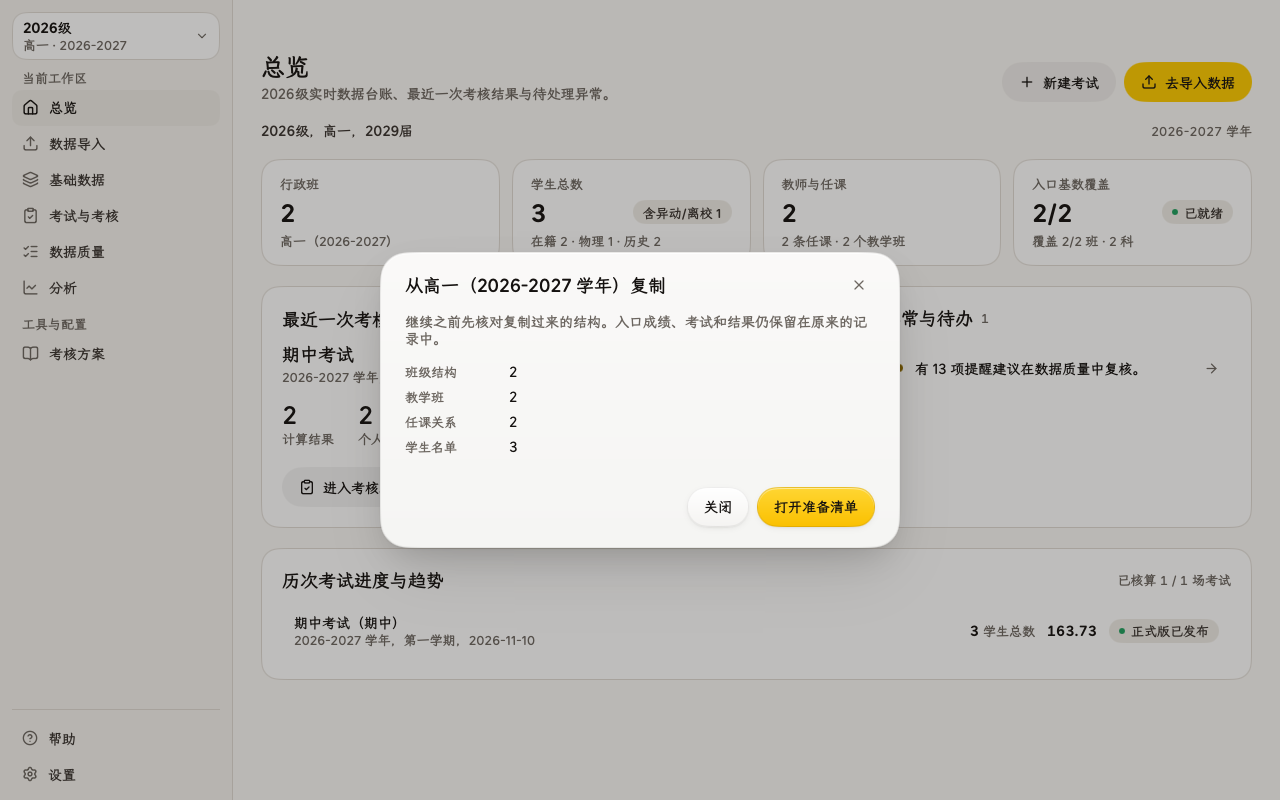 2026级
高一 · 2026-2027
当前工作区
总览
数据导入
基础数据
考试与考核
数据质量
分析
工具与配置
考核方案
帮助
设置
总览
2026级实时数据台账、最近一次考核结果与待处理异常。
新建考试
去导入数据
2026级，高一，2029届
2026-2027 学年
行政班
2
高一（2026-2027）
学生总数
3
含异动/离校 1
在籍 2 · 物理 1 · 历史 2
教师与任课
2
2 条任课 · 2 个教学班
入口基数覆盖
2/2
已就绪
覆盖 2/2 班 · 2 科
最近一次考
期中考试
2026-2027 学年
2
计算结果
2
个人
进入考核
常与待办 1
有 13 项提醒建议在数据质量中复核。
从高一（2026-2027 学年）复制
继续之前先核对复制过来的结构。入口成绩、考试和结果仍保留在原来的记
录中。
班级结构 2
教学班 2
任课关系 2
学生名单 3
关闭
打开准备清单
历次考试进度与趋势
已核算 1 / 1 场考试
期中考试（期中）
2026-2027 学年，第一学期，2026-11-10
3 学生总数 163.73 正式版已发布